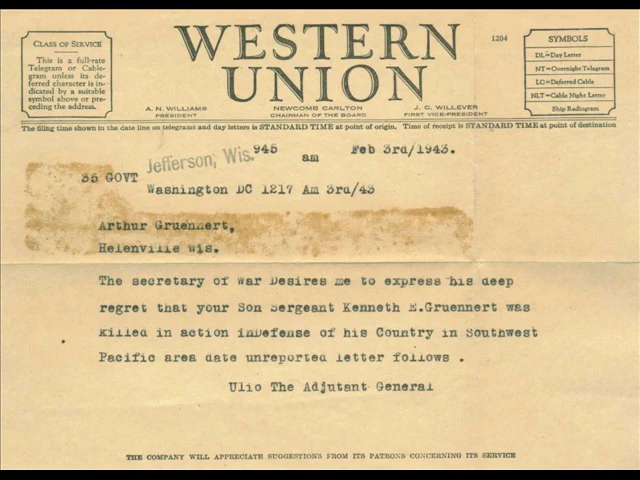 CLASS OF SERVICE
This is a full-rate
Telegram or Cable-
gram unless its de-
ferred character is in-
dicated by a suitable
symbol above or pre-
ceding the address.
WESTERN
UNION
1204
SYMBOLS
DL=Day Letter
NT=Overnight Telegram
LC=Deferred Cable
NLT=Cable Night Letter
Ship Radiogram
A. N. WILLIAMS
PRESIDENT
NEWCOMB CARLTON
CHAIRMAN OF THE BOARD
J. C. WILLEVER
FIRST VICE-PRESIDENT
The filing time shown in the date line on telegrams and day letters is STANDARD TIME at point of origin. Time of receipt is STANDARD TIME at point of destination
945 am Feb 3rd/1943.
Jefferson, Wis.
35 GOVT
Washington DC 1217 Am 3rd/43
Arthur Gruennert,
Helenville Wis.
The secretary of War Desires me to express his deep
regret that your Son Sergeant Kenneth E.Gruennert was
killed in action inDefense of his Country in Southwest
Pacific area date unreported letter follows .
Ulio The Adjutant General
THE COMPANY WILL APPRECIATE SUGGESTIONS FROM ITS PATRONS CONCERNING ITS SERVICE